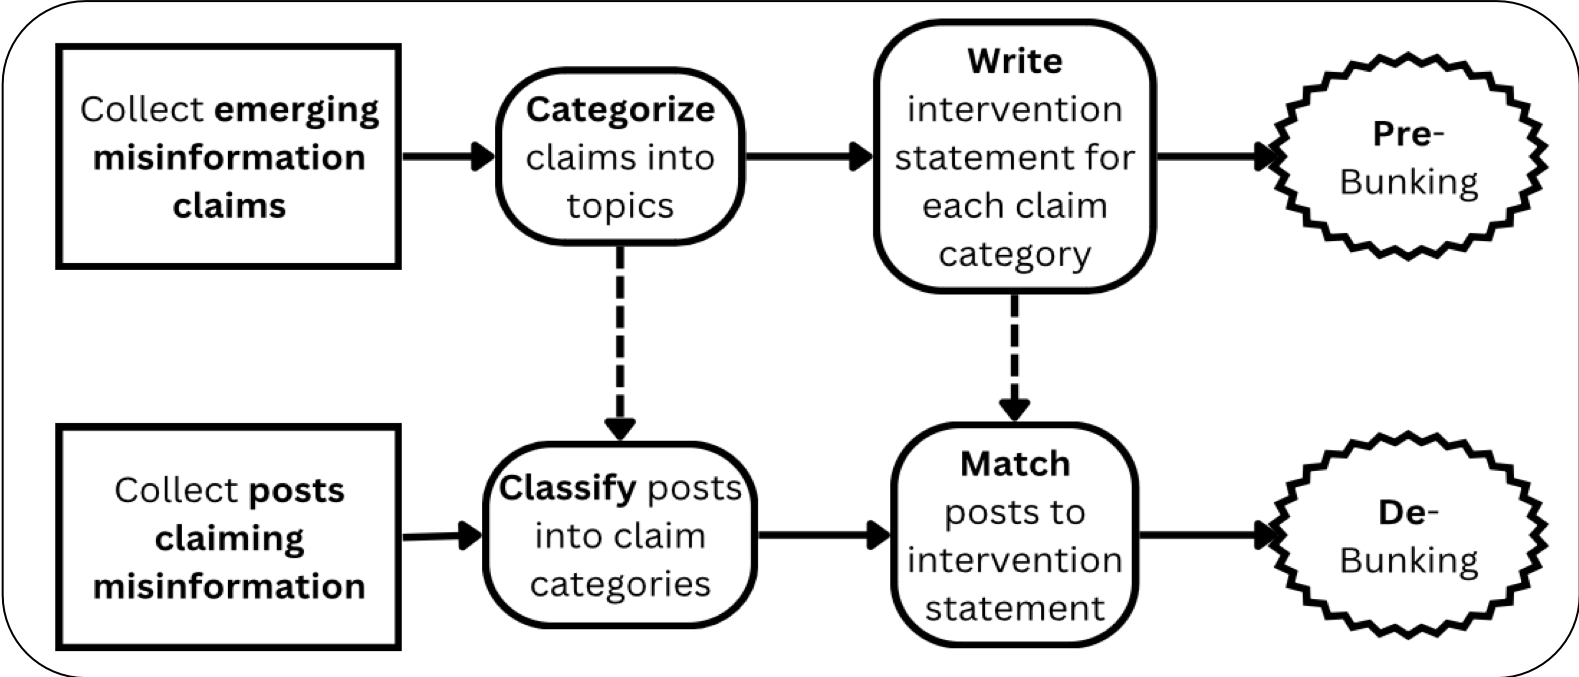 Collect emerging
misinformation
claims
Categorize
claims into
topics
Write
intervention
statement for
each claim
category
Pre-
Bunking
Collect posts
claiming
misinformation
Classify posts
into claim
categories
Match
posts to
intervention
statement
De-
Bunking